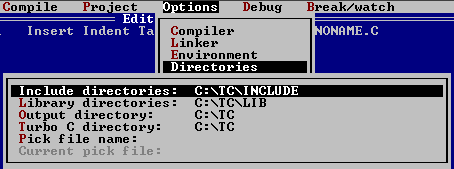 Compile Project Options Debug Break/watch
Edit
Insert Indent Ta NONAME.C
Compiler
Linker
Environment
Directories
Include directories: C:\TC\INCLUDE
Library directories: C:\TC\LIB
Output directory: C:\TC
Turbo C directory: C:\TC
Pick file name:
Current pick file: